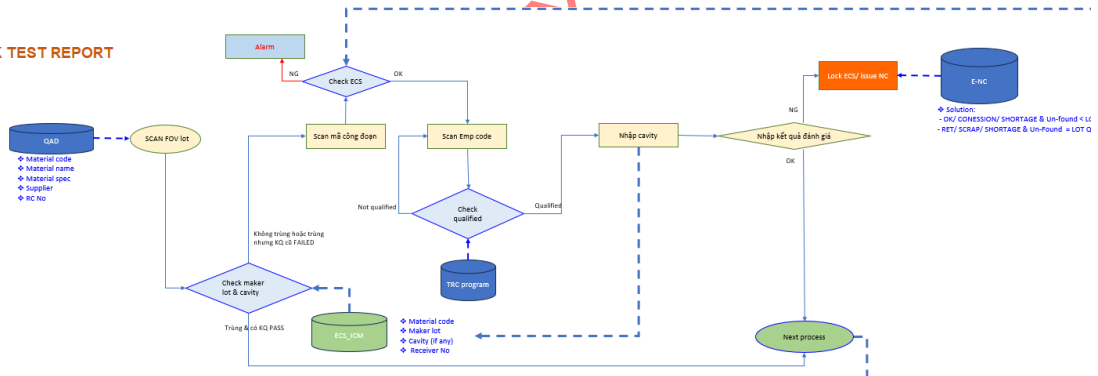 TEST REPORT
Alarm
NG
Check ECS
OK
Lock ECS/ Issue NC
E-NC
NG
❖ Solution:
- OK/ CONESSION/ SHORTAGE & Un-found <
- RET/ SCRAP/ SHORTAGE & Un-Found = LOT
QAD
SCAN FOV lot
Scan mã công đoạn
Scan Emp code
Nhập cavity
Nhập kết quả đánh giá
OK
❖ Material code
❖ Material name
❖ Material spec
❖ Supplier
❖ RC No
Not qualified
Check
qualified
Qualified
Không trùng hoặc trùng
nhưng KQ cũ FAILED
Check maker
lot & cavity
TRC program
Trùng & có KQ PASS
ECS_ICM
❖ Material code
❖ Maker lot
❖ Cavity (if any)
❖ Receiver No
Next process